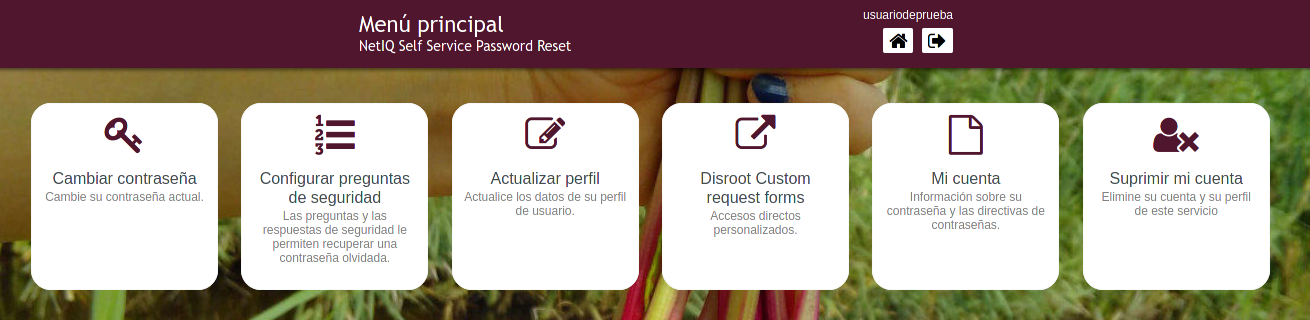 Menú principal
NetIQ Self Service Password Reset
usuariodeprueba
Cambiar contraseña
Cambie su contraseña actual.
1
2
3
Configurar preguntas
de seguridad
Las preguntas y las
respuestas de seguridad le
permiten recuperar una
contraseña olvidada.
Actualizar perfil
Actualice los datos de su perfil
de usuario.
Disroot Custom
request forms
Accesos directos
personalizados.
Mi cuenta
Información sobre su
contraseña y las directivas de
contraseñas.
Suprimir mi cuenta
Elimine su cuenta y su perfil
de este servicio